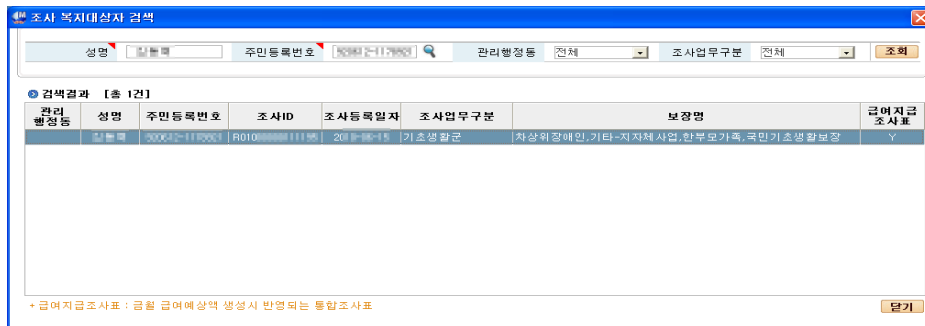 조사 복지대상자 검색
성명 주민등록번호 관리행정동 전체 조사업무구분 전체 조회
검색결과 [총 1건]
관리행정동 성명 주민등록번호 조사ID 조사등록일자 조사업무구분 보장명 급여지급조사표
R010 기초생활군 차상위장애인,기타-지자체사업,한부모가족,국민기초생활보장 Y
+ 급여지급조사표 : 금월 급여예상액 생성시 반영되는 통합조사표
닫기